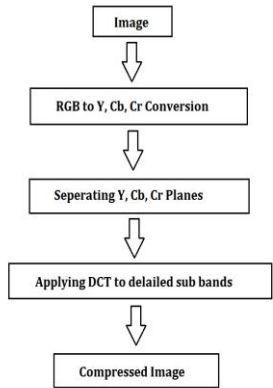 Image
RGB to Y, Cb, Cr Conversion
Seperating Y, Cb, Cr Planes
Applying DCT to delailed sub bands
Compressed Image